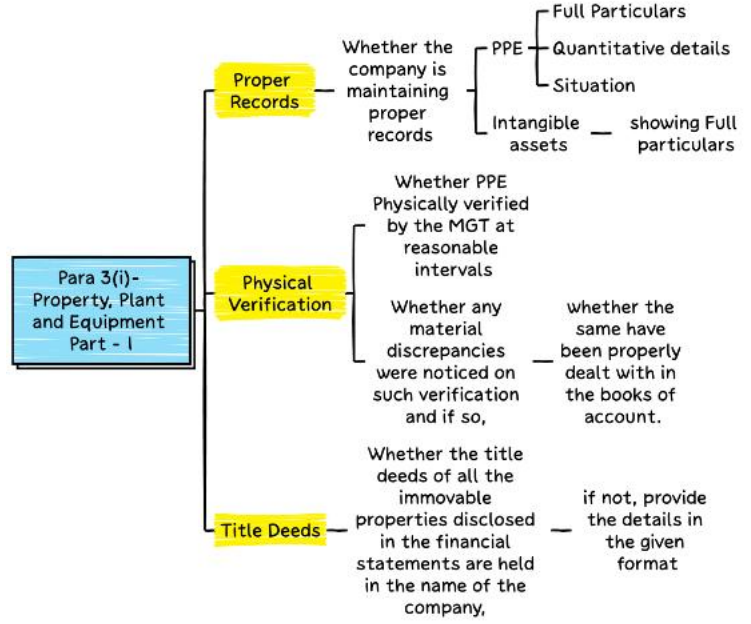 Para 3(i)-
Property, Plant
and Equipment
Part - I
Proper
Records
Whether the
company is
maintaining
proper
records
PPE
Full Particulars
Quantitative details
Situation
Intangible
assets
showing Full
particulars
Physical
Verification
Whether PPE
Physically verified
by the MGT at
reasonable
intervals
Whether any
material
discrepancies
were noticed on
such verification
and if so,
whether the
same have
been properly
dealt with in
the books of
account.
Title Deeds
Whether the title
deeds of all the
immovable
properties disclosed
in the financial
statements are held
in the name of the
company,
if not, provide
the details in
the given
format